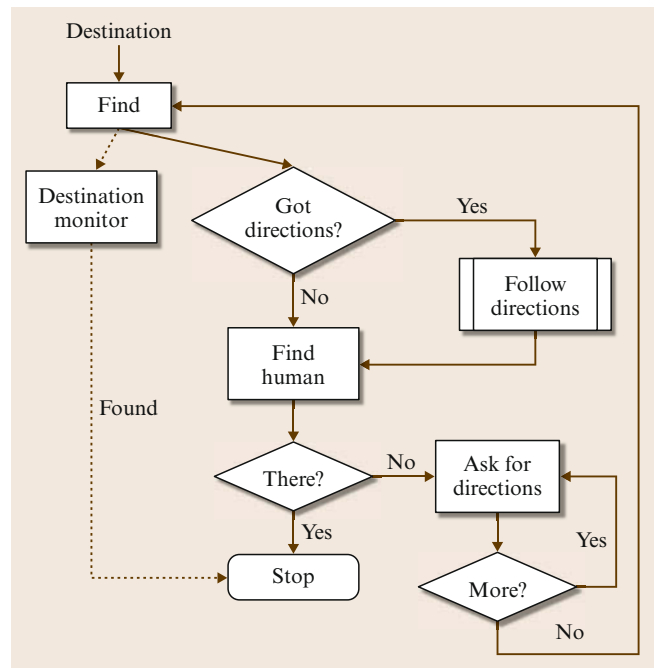 Destination
Find
Destination
monitor
Got
directions?
Yes
Follow
directions
No
Find
human
Found
There?
No
Ask for
directions
Yes
Yes
Stop
More?
No